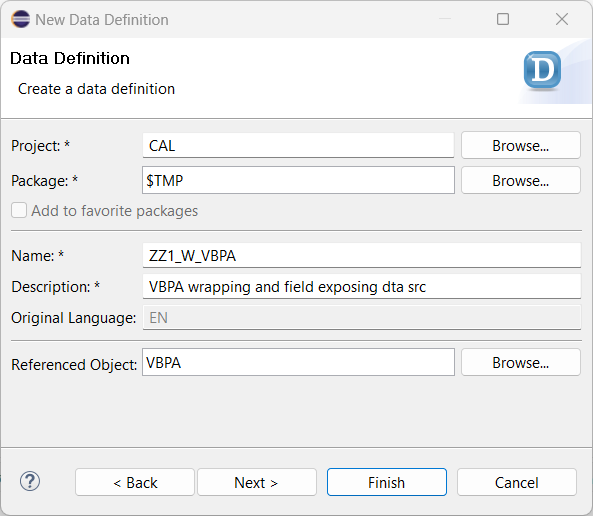 New Data Definition
Data Definition
Create a data definition
D
Project: * CAL Browse...
Package: * $TMP Browse...
Add to favorite packages
Name: * ZZ1_W_VBPA
Description: * VBPA wrapping and field exposing dta src
Original Language: EN
Referenced Object: VBPA Browse...
? < Back Next > Finish Cancel